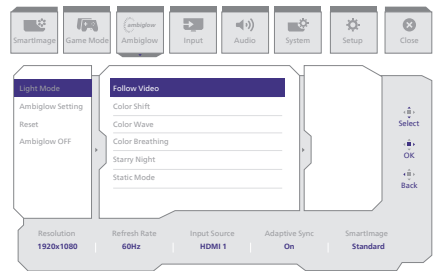 ambiglow
SmartImage Game Mode Ambiglow Input Audio System Setup Close
Light Mode Follow Video
Ambiglow Setting Color Shift
Reset Color Wave
Ambiglow OFF Color Breathing
Starry Night
Static Mode
Select
OK
Back
Resolution Refresh Rate Input Source Adaptive Sync SmartImage
1920x1080 60Hz HDMI 1 On Standard